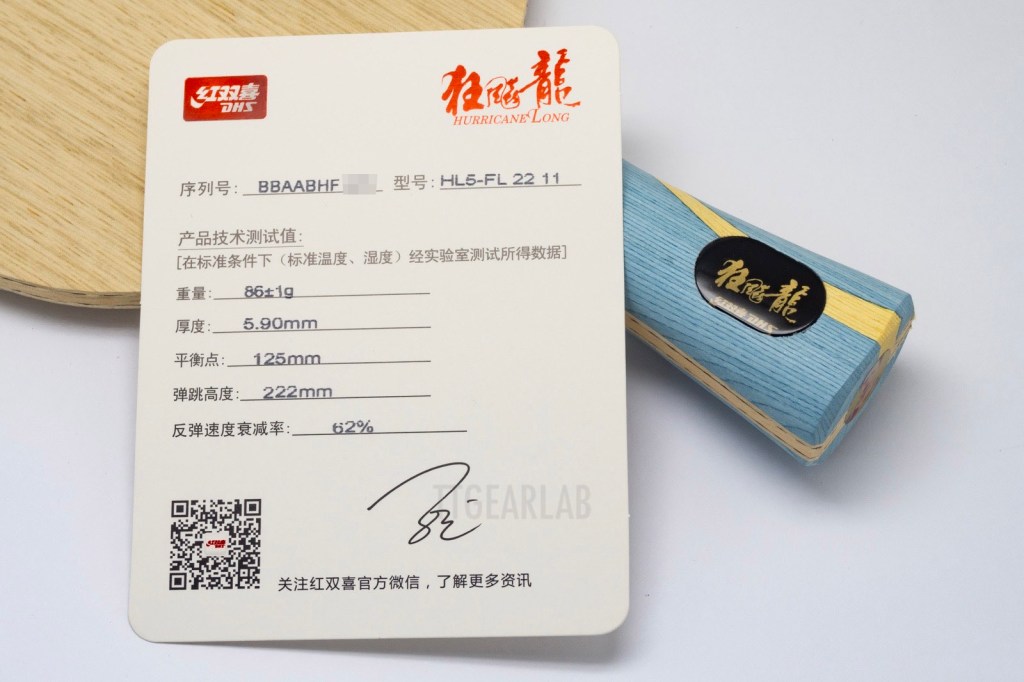 红双喜
DHS
狂飚龍
HURRICANE LONG
序列号: BBAABHF 型号: HL5-FL 22 11
产品技术测试值:
[在标准条件下（标准温度、湿度）经实验室测试所得数据]
重量: 86±1g
厚度: 5.90mm
平衡点: 125mm
弹跳高度: 222mm
反弹速度衰减率: 62%
TTGEARLAB
关注红双喜官方微信，了解更多资讯
狂飚龍
红双喜 DHS